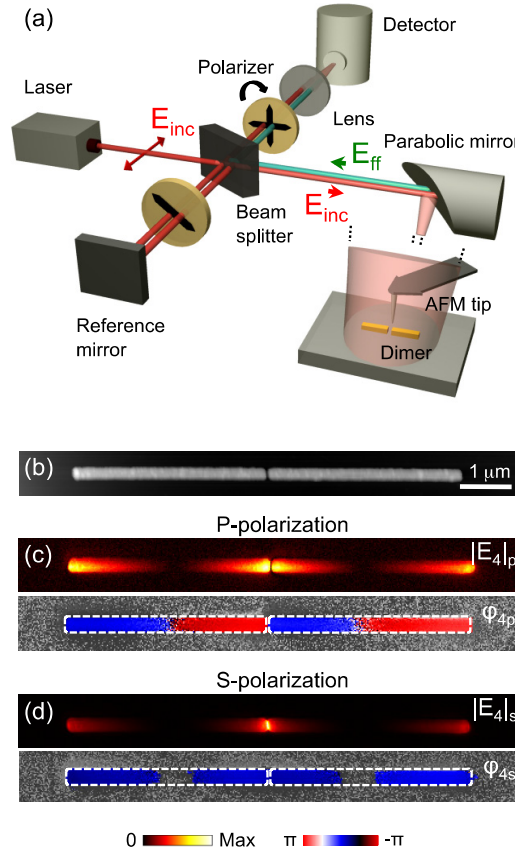 (a)
Detector
Polarizer
Laser
E_inc
Lens
Parabolic mirror
E_ff
E_inc
Beam
splitter
AFM tip
Reference
mirror
Dimer
(b)
1 μm
P-polarization
(c)
|E₄|ₚ
φ₄ₚ
S-polarization
(d)
|E₄|ₛ
φ₄ₛ
0 Max π -π